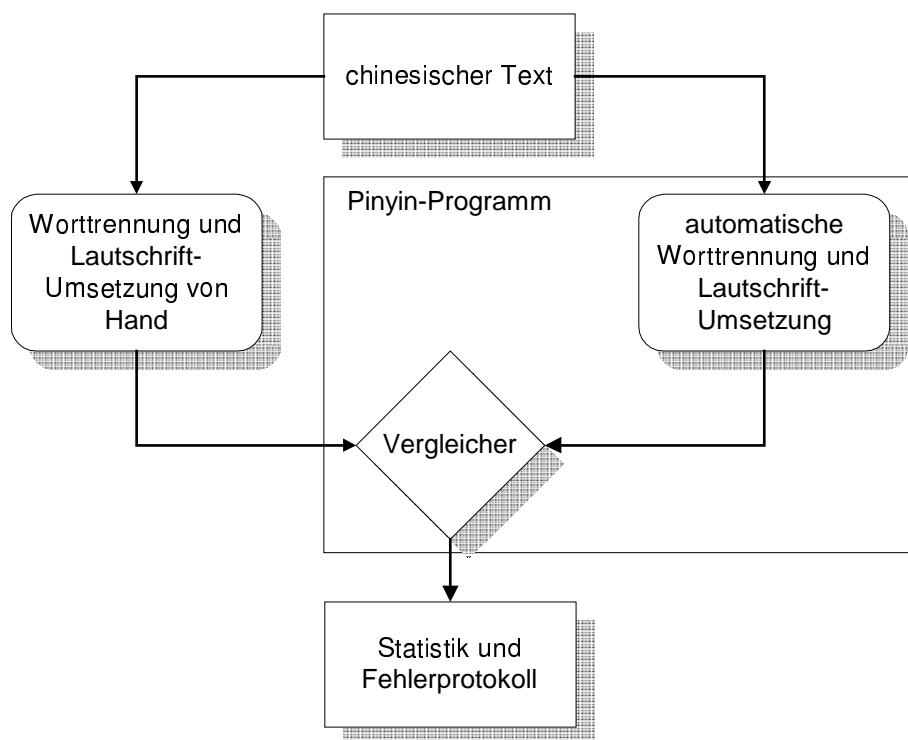 chinesischer Text
Pinyin-Programm
Worttrennung und
Lautschrift-
Umsetzung von
Hand
automatische
Worttrennung und
Lautschrift-
Umsetzung
Vergleicher
Statistik und
Fehlerprotokoll